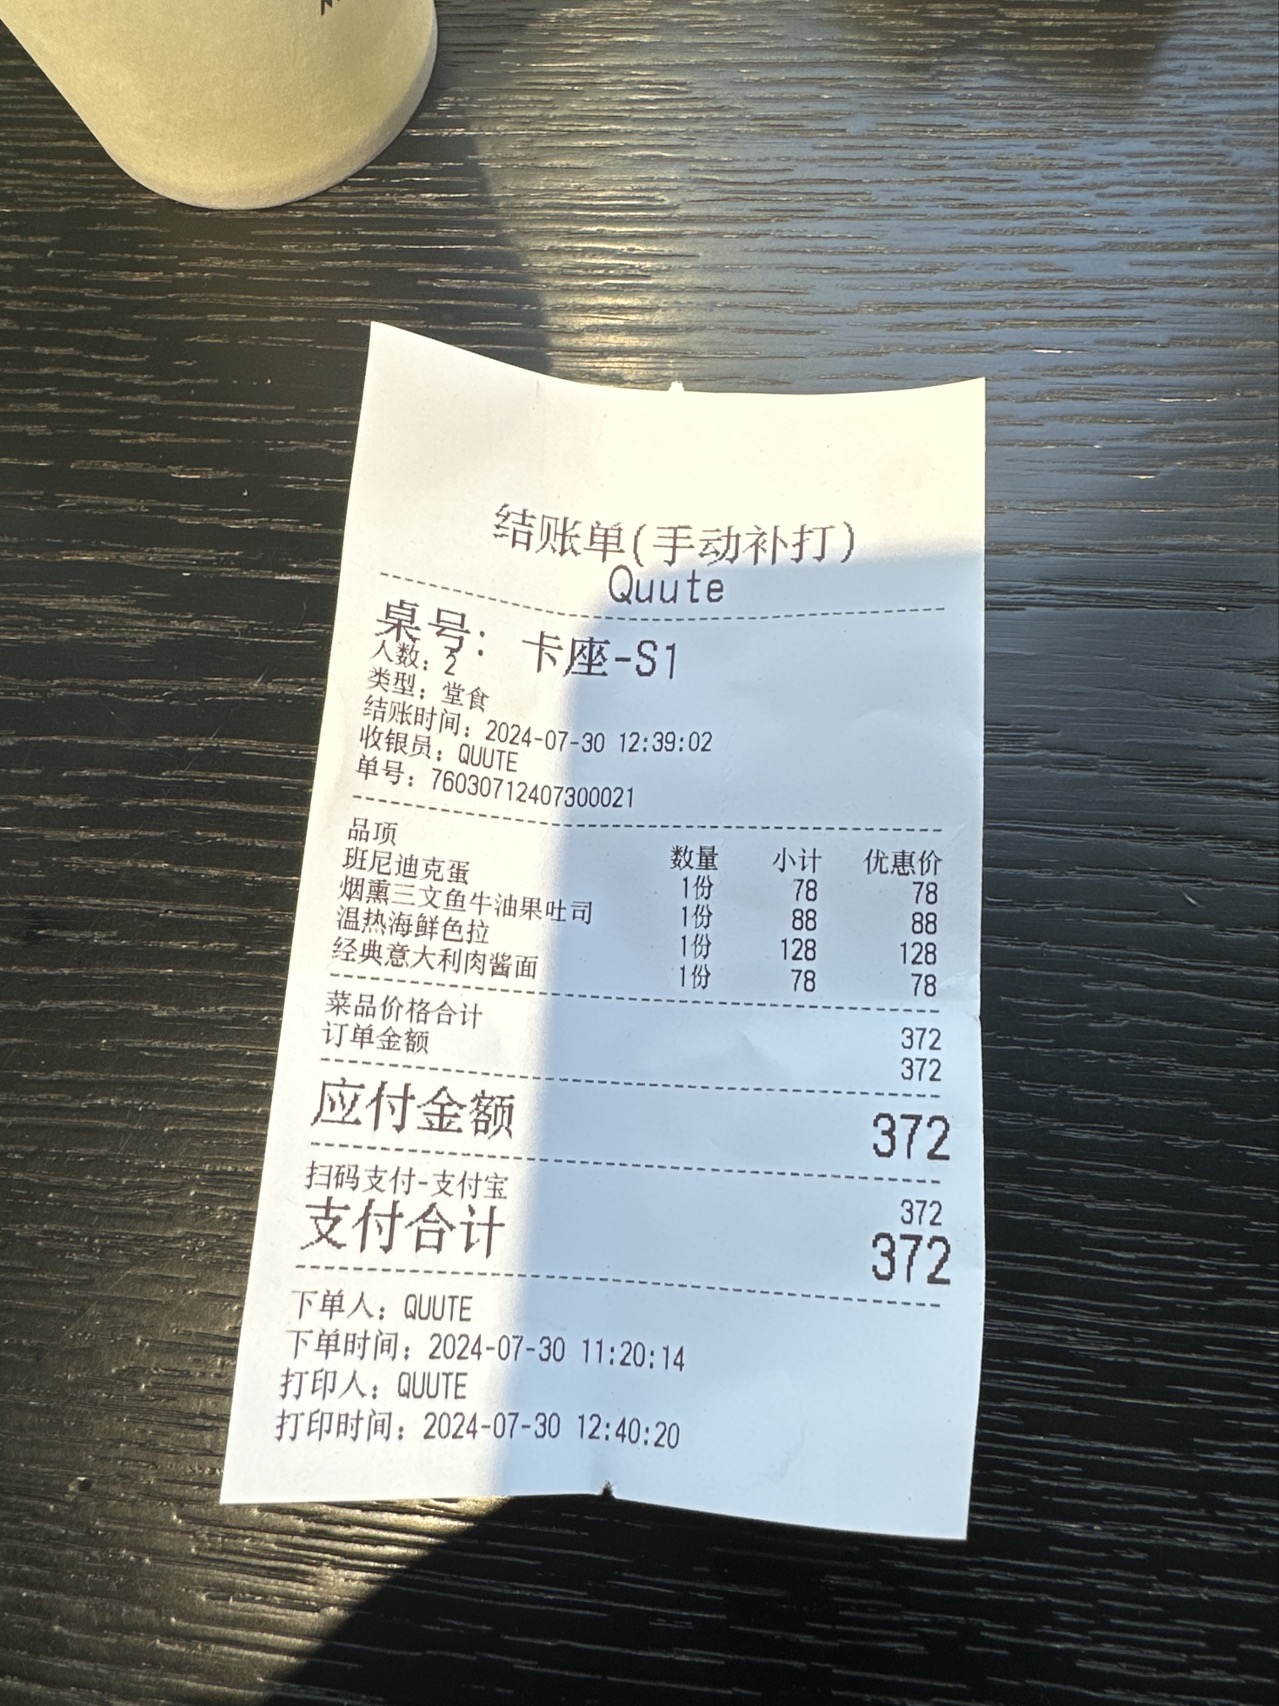 结账单(手动补打)
Quute
桌号: 卡座-S1
人数: 2
类型: 堂食
结账时间: 2024-07-30 12:39:02
收银员: QUUTE
单号: 76030712407300021
品项 数量 小计 优惠价
班尼迪克蛋 1份 78 78
烟熏三文鱼牛油果吐司 1份 88 88
温热海鲜色拉 1份 128 128
经典意大利肉酱面 1份 78 78
菜品价格合计 372
订单金额 372
应付金额 372
扫码支付-支付宝 372
支付合计 372
下单人: QUUTE
下单时间: 2024-07-30 11:20:14
打印人: QUUTE
打印时间: 2024-07-30 12:40:20